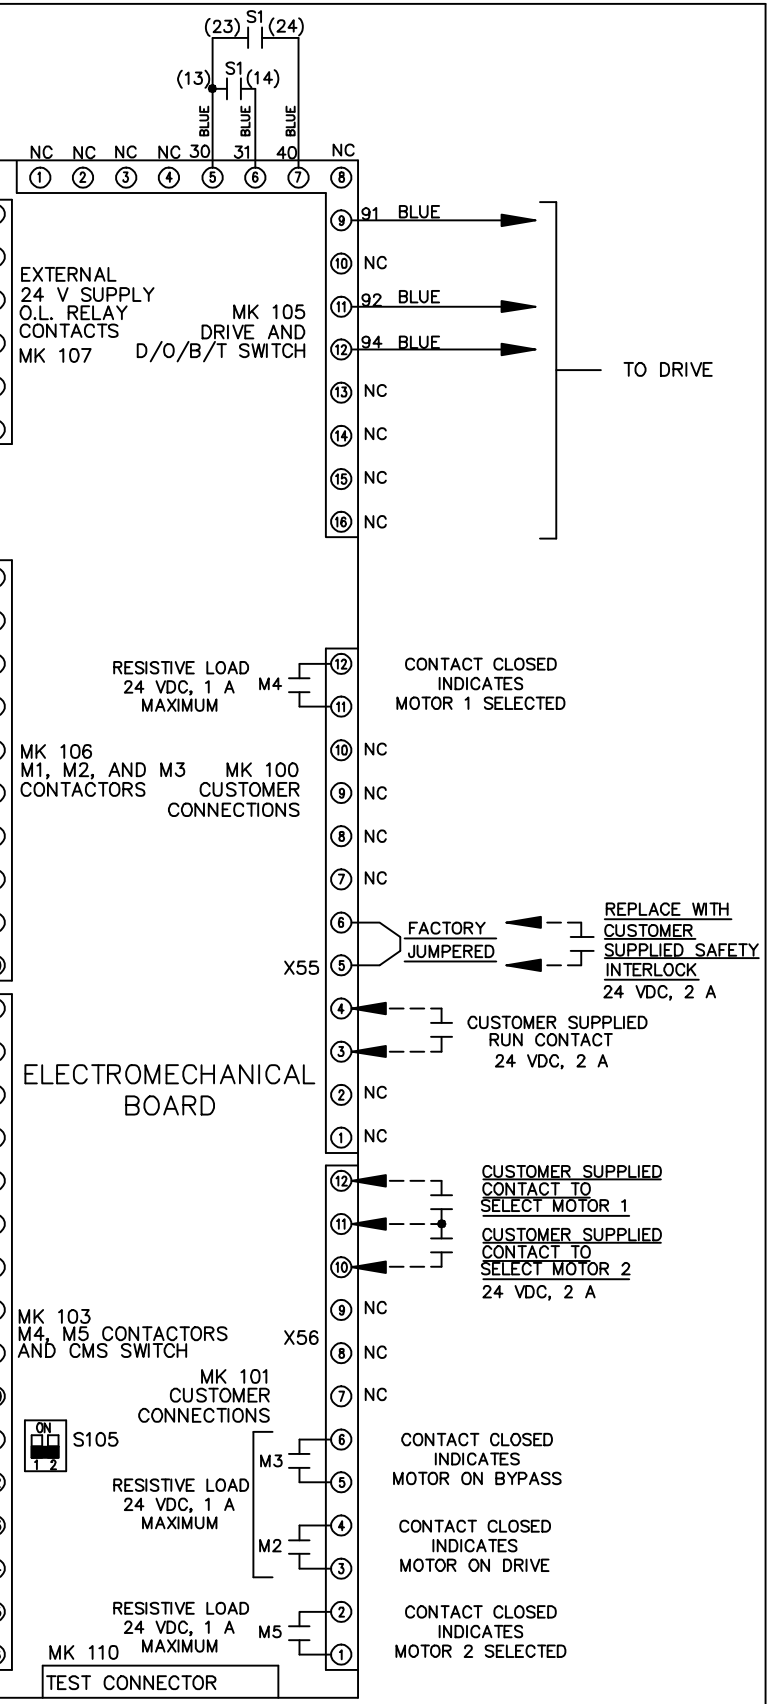 S1
(23) (24)
S1
(13) (14)
BLUE BLUE BLUE
NC NC NC NC 30 31 40 NC
1 2 3 4 5 6 7 8
9 91 BLUE
10 NC
11 92 BLUE
12 94 BLUE
13 NC
14 NC
15 NC
16 NC
TO DRIVE
EXTERNAL
24 V SUPPLY
O.L. RELAY
CONTACTS
MK 107
MK 105
DRIVE AND
D/O/B/T SWITCH
RESISTIVE LOAD
24 VDC, 1 A
MAXIMUM
M4
12
11
CONTACT CLOSED
INDICATES
MOTOR 1 SELECTED
10 NC
9 NC
8 NC
7 NC
MK 106
M1, M2, AND M3
CONTACTORS
MK 100
CUSTOMER
CONNECTIONS
6
5
X55
FACTORY
JUMPERED
REPLACE WITH
CUSTOMER
SUPPLIED SAFETY
INTERLOCK
24 VDC, 2 A
4
3
CUSTOMER SUPPLIED
RUN CONTACT
24 VDC, 2 A
2 NC
1 NC
ELECTROMECHANICAL
BOARD
12
11
10
CUSTOMER SUPPLIED
CONTACT TO
SELECT MOTOR 1
CUSTOMER SUPPLIED
CONTACT TO
SELECT MOTOR 2
24 VDC, 2 A
9 NC
8 NC
7 NC
MK 103
M4, M5 CONTACTORS
AND CMS SWITCH
X56
MK 101
CUSTOMER
CONNECTIONS
ON
1 2
S105
M3
6
5
CONTACT CLOSED
INDICATES
MOTOR ON BYPASS
RESISTIVE LOAD
24 VDC, 1 A
MAXIMUM
M2
4
3
CONTACT CLOSED
INDICATES
MOTOR ON DRIVE
RESISTIVE LOAD
24 VDC, 1 A
MAXIMUM
M5
2
1
CONTACT CLOSED
INDICATES
MOTOR 2 SELECTED
MK 110
TEST CONNECTOR